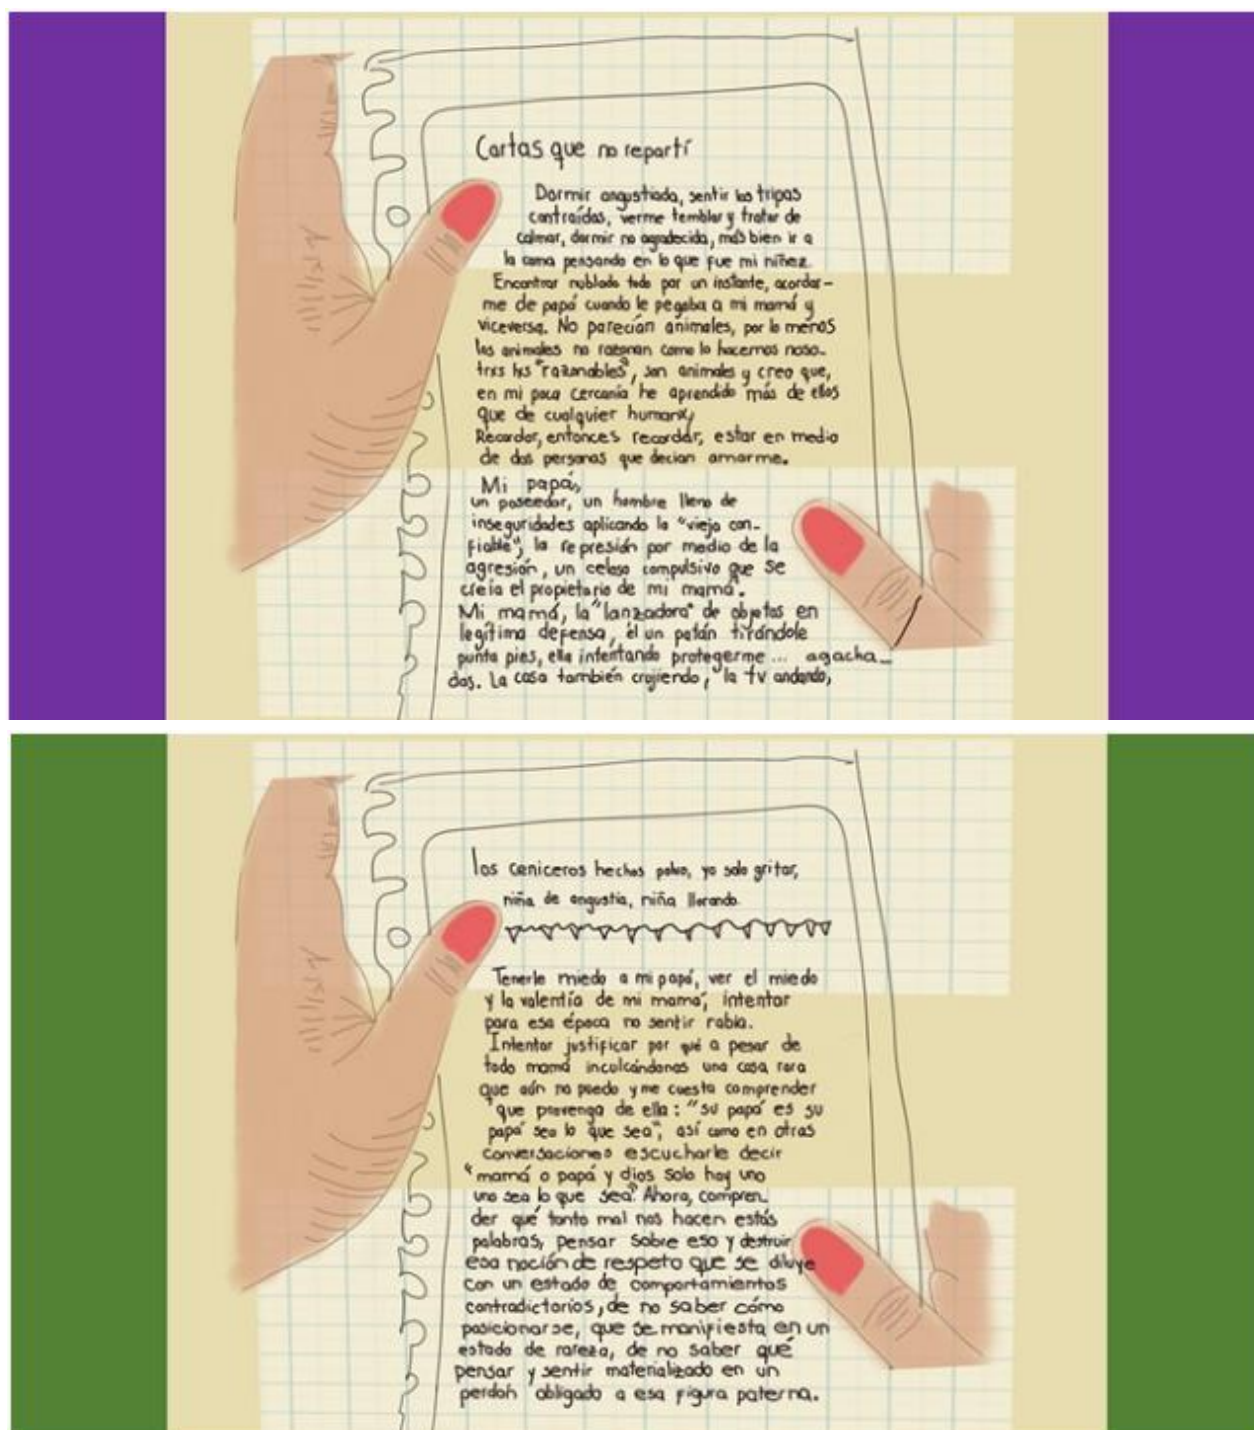 Cartas que no repartí
Dormir angustiada, sentir las tripas
contraídas, verme temblar y tratar de
calmar, dormir no agradecida, más bien ir a
la cama pensando en lo que fue mi niñez.
Encontrar nublado todo por un instante, acordar-
me de papá cuando le pegaba a mi mamá y
viceversa. No parecían animales, por lo menos
los animales no razonan como lo hacemos noso-
trxs lxs "razonables", son animales y creo que,
en mi poca cercanía he aprendido más de ellos
que de cualquier humanx,
Recordar, entonces recordar, estar en medio
de dos personas que decían amarme.
Mi papá,
un poseedor, un hombre lleno de
inseguridades aplicando la "vieja con-
fiable", la represión por medio de la
agresión, un celoso compulsivo que se
creía el propietario de mi mamá.
Mi mamá, la "lanzadora" de objetos en
legítima defensa, él un patán tirándole
punta pies, ella intentando protegerme... agacha-
das. La casa también crujiendo, la tv andando,
los ceniceros hechos polvo, yo solo gritar,
niña de angustia, niña llorando.
Tenerle miedo a mi papá, ver el miedo
y la valentía de mi mamá, intentar
para esa época no sentir rabia.
Intentar justificar por qué a pesar de
todo mamá inculcándonos una cosa rara
que aún no puedo y me cuesta comprender
que provenga de ella: "su papá es su
papá sea lo que sea", así como en otras
conversaciones escucharle decir
"mamá o papá y dios solo hay uno
uno sea lo que sea". Ahora, compren-
der qué tanto mal nos hacen estás
palabras, pensar sobre eso y destruir
esa noción de respeto que se diluye
con un estado de comportamientos
contradictorios, de no saber cómo
posicionarse, que se manifiesta en un
estado de rareza, de no saber qué
pensar y sentir materializado en un
perdón obligado a esa figura paterna.